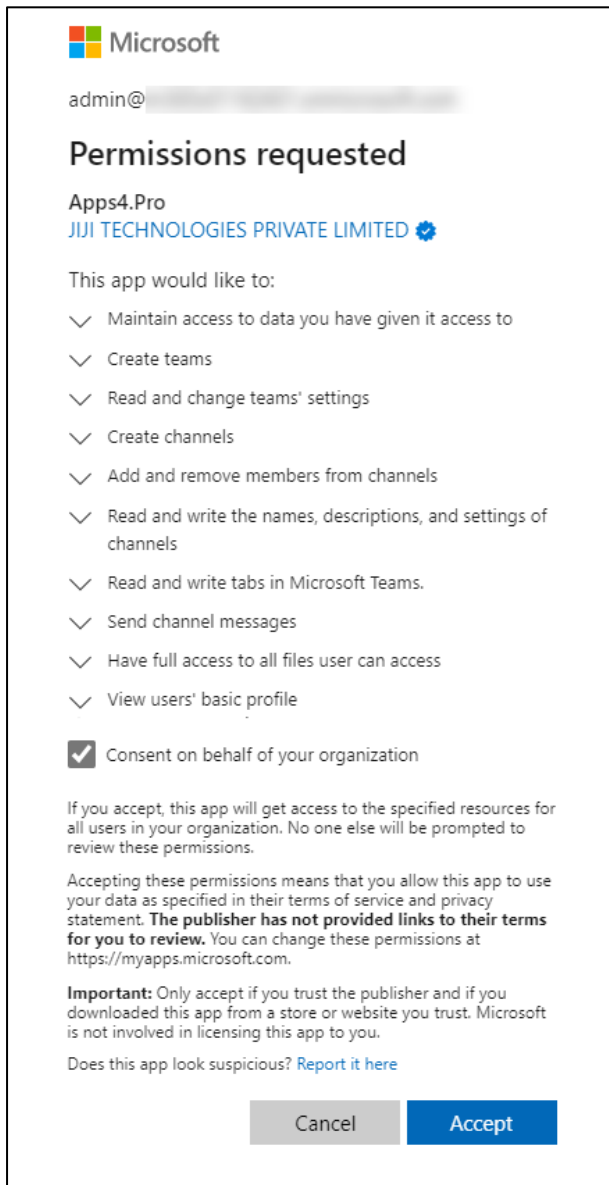 Microsoft
admin@
Permissions requested
Apps4.Pro
JIJI TECHNOLOGIES PRIVATE LIMITED
This app would like to:
Maintain access to data you have given it access to
Create teams
Read and change teams' settings
Create channels
Add and remove members from channels
Read and write the names, descriptions, and settings of
channels
Read and write tabs in Microsoft Teams.
Send channel messages
Have full access to all files user can access
View users' basic profile
Consent on behalf of your organization
If you accept, this app will get access to the specified resources for
all users in your organization. No one else will be prompted to
review these permissions.
Accepting these permissions means that you allow this app to use
your data as specified in their terms of service and privacy
statement. The publisher has not provided links to their terms
for you to review. You can change these permissions at
https://myapps.microsoft.com.
Important: Only accept if you trust the publisher and if you
downloaded this app from a store or website you trust. Microsoft
is not involved in licensing this app to you.
Does this app look suspicious? Report it here
Cancel
Accept